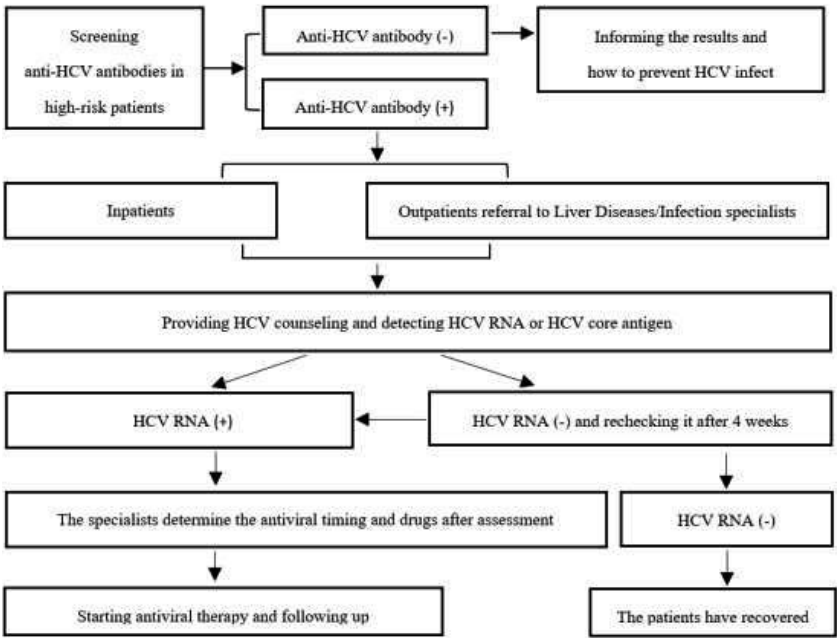 Screening
anti-HCV antibodies in
high-risk patients
Anti-HCV antibody (-)
Informing the results and
how to prevent HCV infect
Anti-HCV antibody (+)
Inpatients
Outpatients referral to Liver Diseases/Infection specialists
Providing HCV counseling and detecting HCV RNA or HCV core antigen
HCV RNA (+)
HCV RNA (-) and rechecking it after 4 weeks
The specialists determine the antiviral timing and drugs after assessment
HCV RNA (-)
Starting antiviral therapy and following up
The patients have recovered